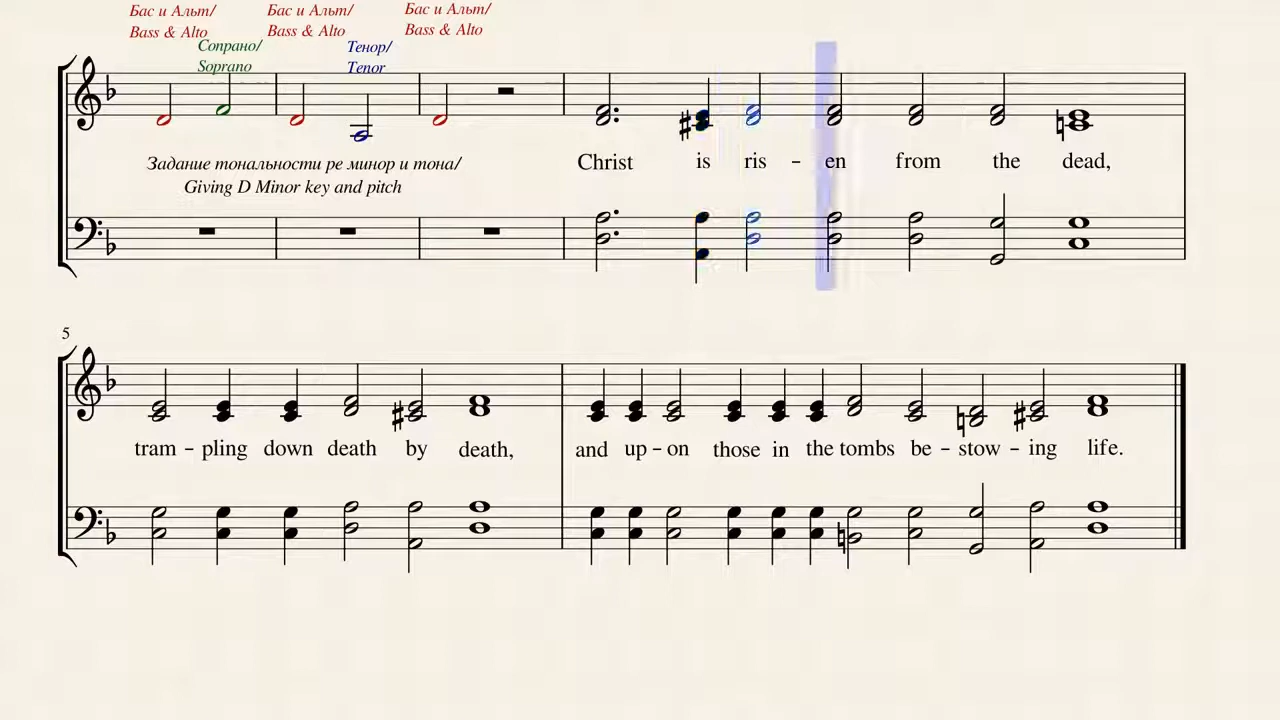 Бас и Альт/ Бас и Альт/ Бас и Альт/
Bass & Alto Bass & Alto Bass & Alto
Сопрано/ Тенор/
Soprano Tenor
Задание тональности ре минор и тона/
Giving D Minor key and pitch
Christ is ris – en from the dead,
5
tram – pling down death by death, and up – on those in the tombs be – stow – ing life.